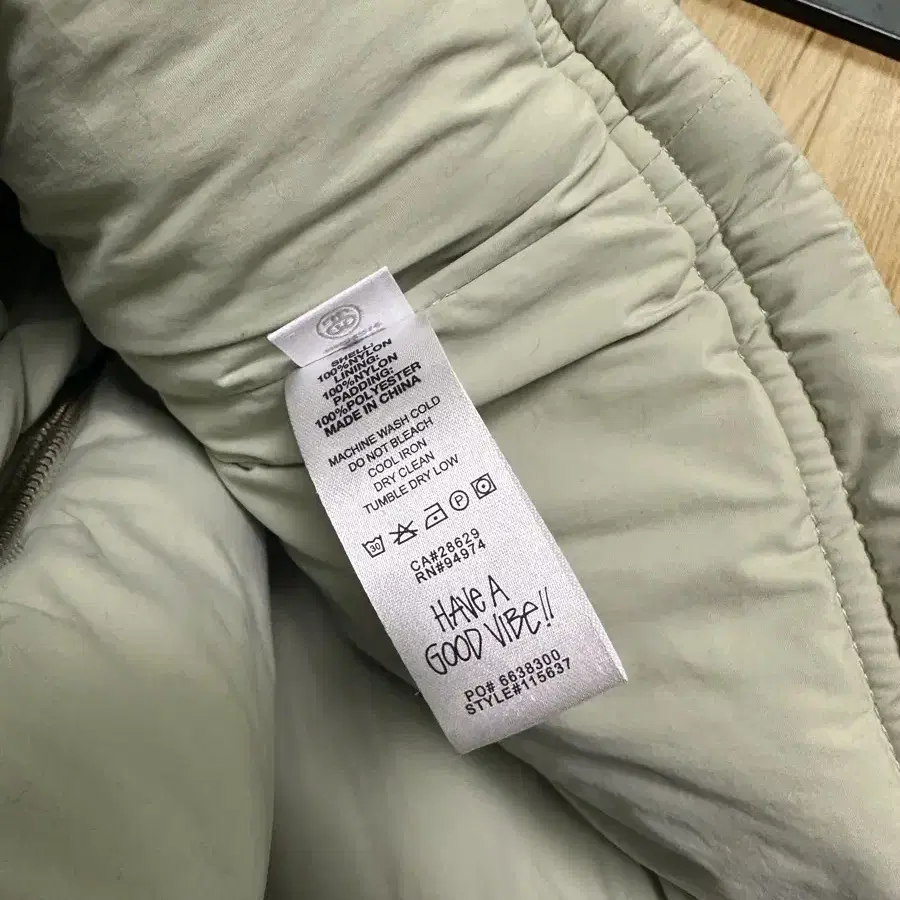 SHELL:
100%NYLON
LINING:
100%NYLON
PADDING:
100%POLYESTER
MADE IN CHINA
MACHINE WASH COLD
DO NOT BLEACH
COOL IRON
DRY CLEAN
TUMBLE DRY LOW
30 P
CA#28629
RN#94974
HAVE A
GOOD VIBE!!
PO# 6638300
STYLE#115637